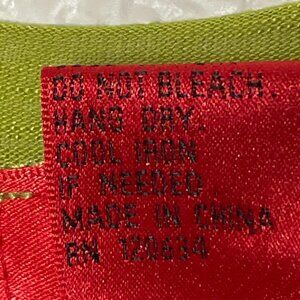 DO NOT BLEACH.
HANG DRY.
COOL IRON
IF NEEDED.
MADE IN CHINA
RN 120634